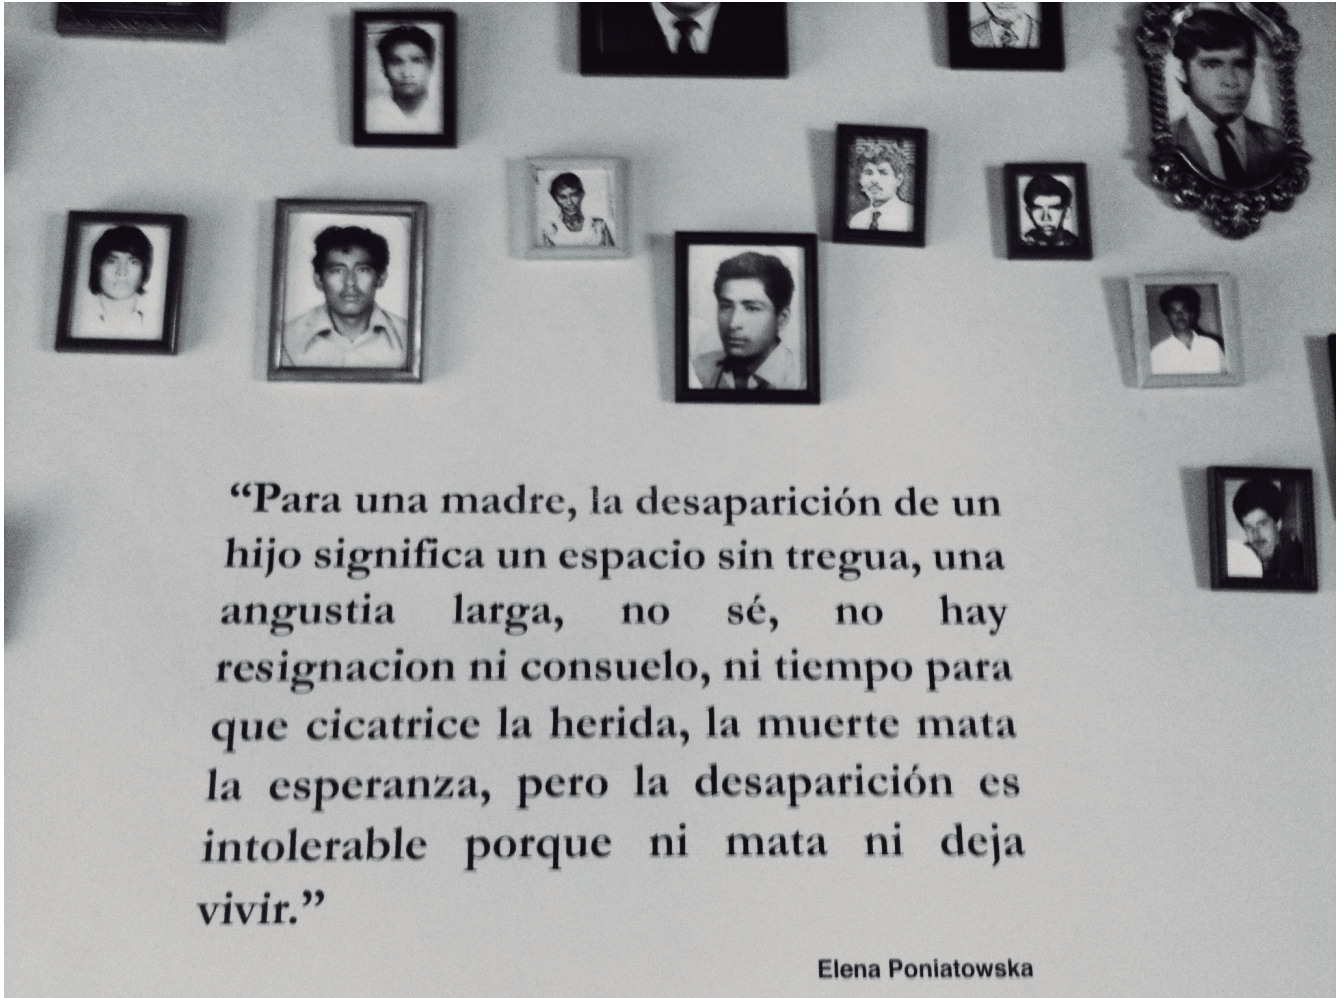 “Para una madre, la desaparición de un
hijo significa un espacio sin tregua, una
angustia larga, no sé, no hay
resignacion ni consuelo, ni tiempo para
que cicatrice la herida, la muerte mata
la esperanza, pero la desaparición es
intolerable porque ni mata ni deja
vivir.”
Elena Poniatowska